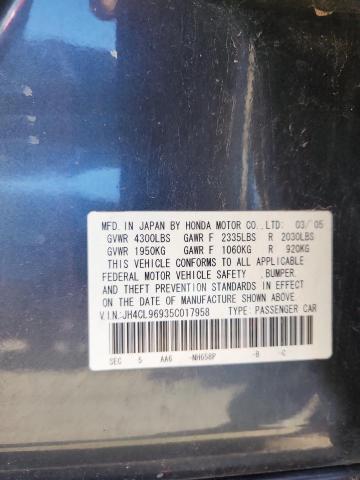 MFD. IN JAPAN BY HONDA MOTOR CO.,LTD. 03/05
GVWR 4300LBS GAWR F 2335LBS R 2030LBS
GVWR 1950KG GAWR F 1060KG R 920KG
THIS VEHICLE CONFORMS TO ALL APPLICABLE
FEDERAL MOTOR VEHICLE SAFETY ,BUMPER,
AND THEFT PREVENTION STANDARDS IN EFFECT
ON THE DATE OF MANUFACTURE SHOWN ABOVE.
V.I.N.:JH4CL96935C017958 TYPE: PASSENGER CAR
SEC 5 AA6 -NH658P -B -C